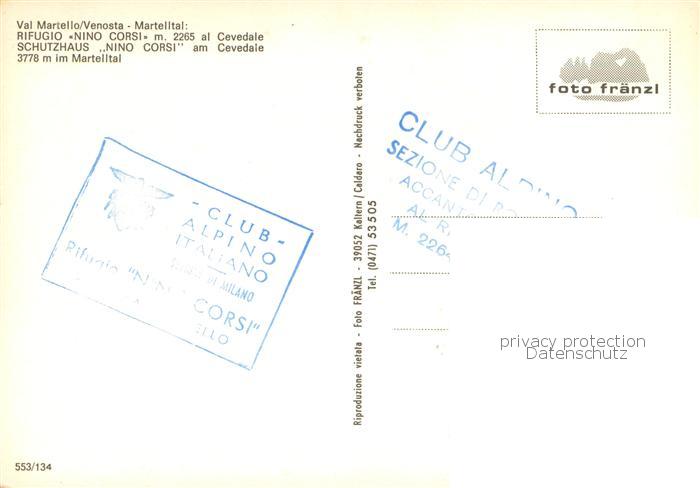 Val Martello/Venosta - Martelltal:
RIFUGIO «NINO CORSI» m. 2265 al Cevedale
SCHUTZHAUS ,,NINO CORSI'' am Cevedale
3778 m im Martelltal
foto fränzl
Riproduzione vietata - Foto FRÄNZL - 39052 Kaltern/Caldaro - Nachdruck verboten
Tel. (0471) 53505
- CLUB -
ALPINO
ITALIANO
DI MILANO
Rifugio "NINO CORSI"
CLUB ALPINO
SEZIONE DI
M. 2264
privacy protection
Datenschutz
553/134